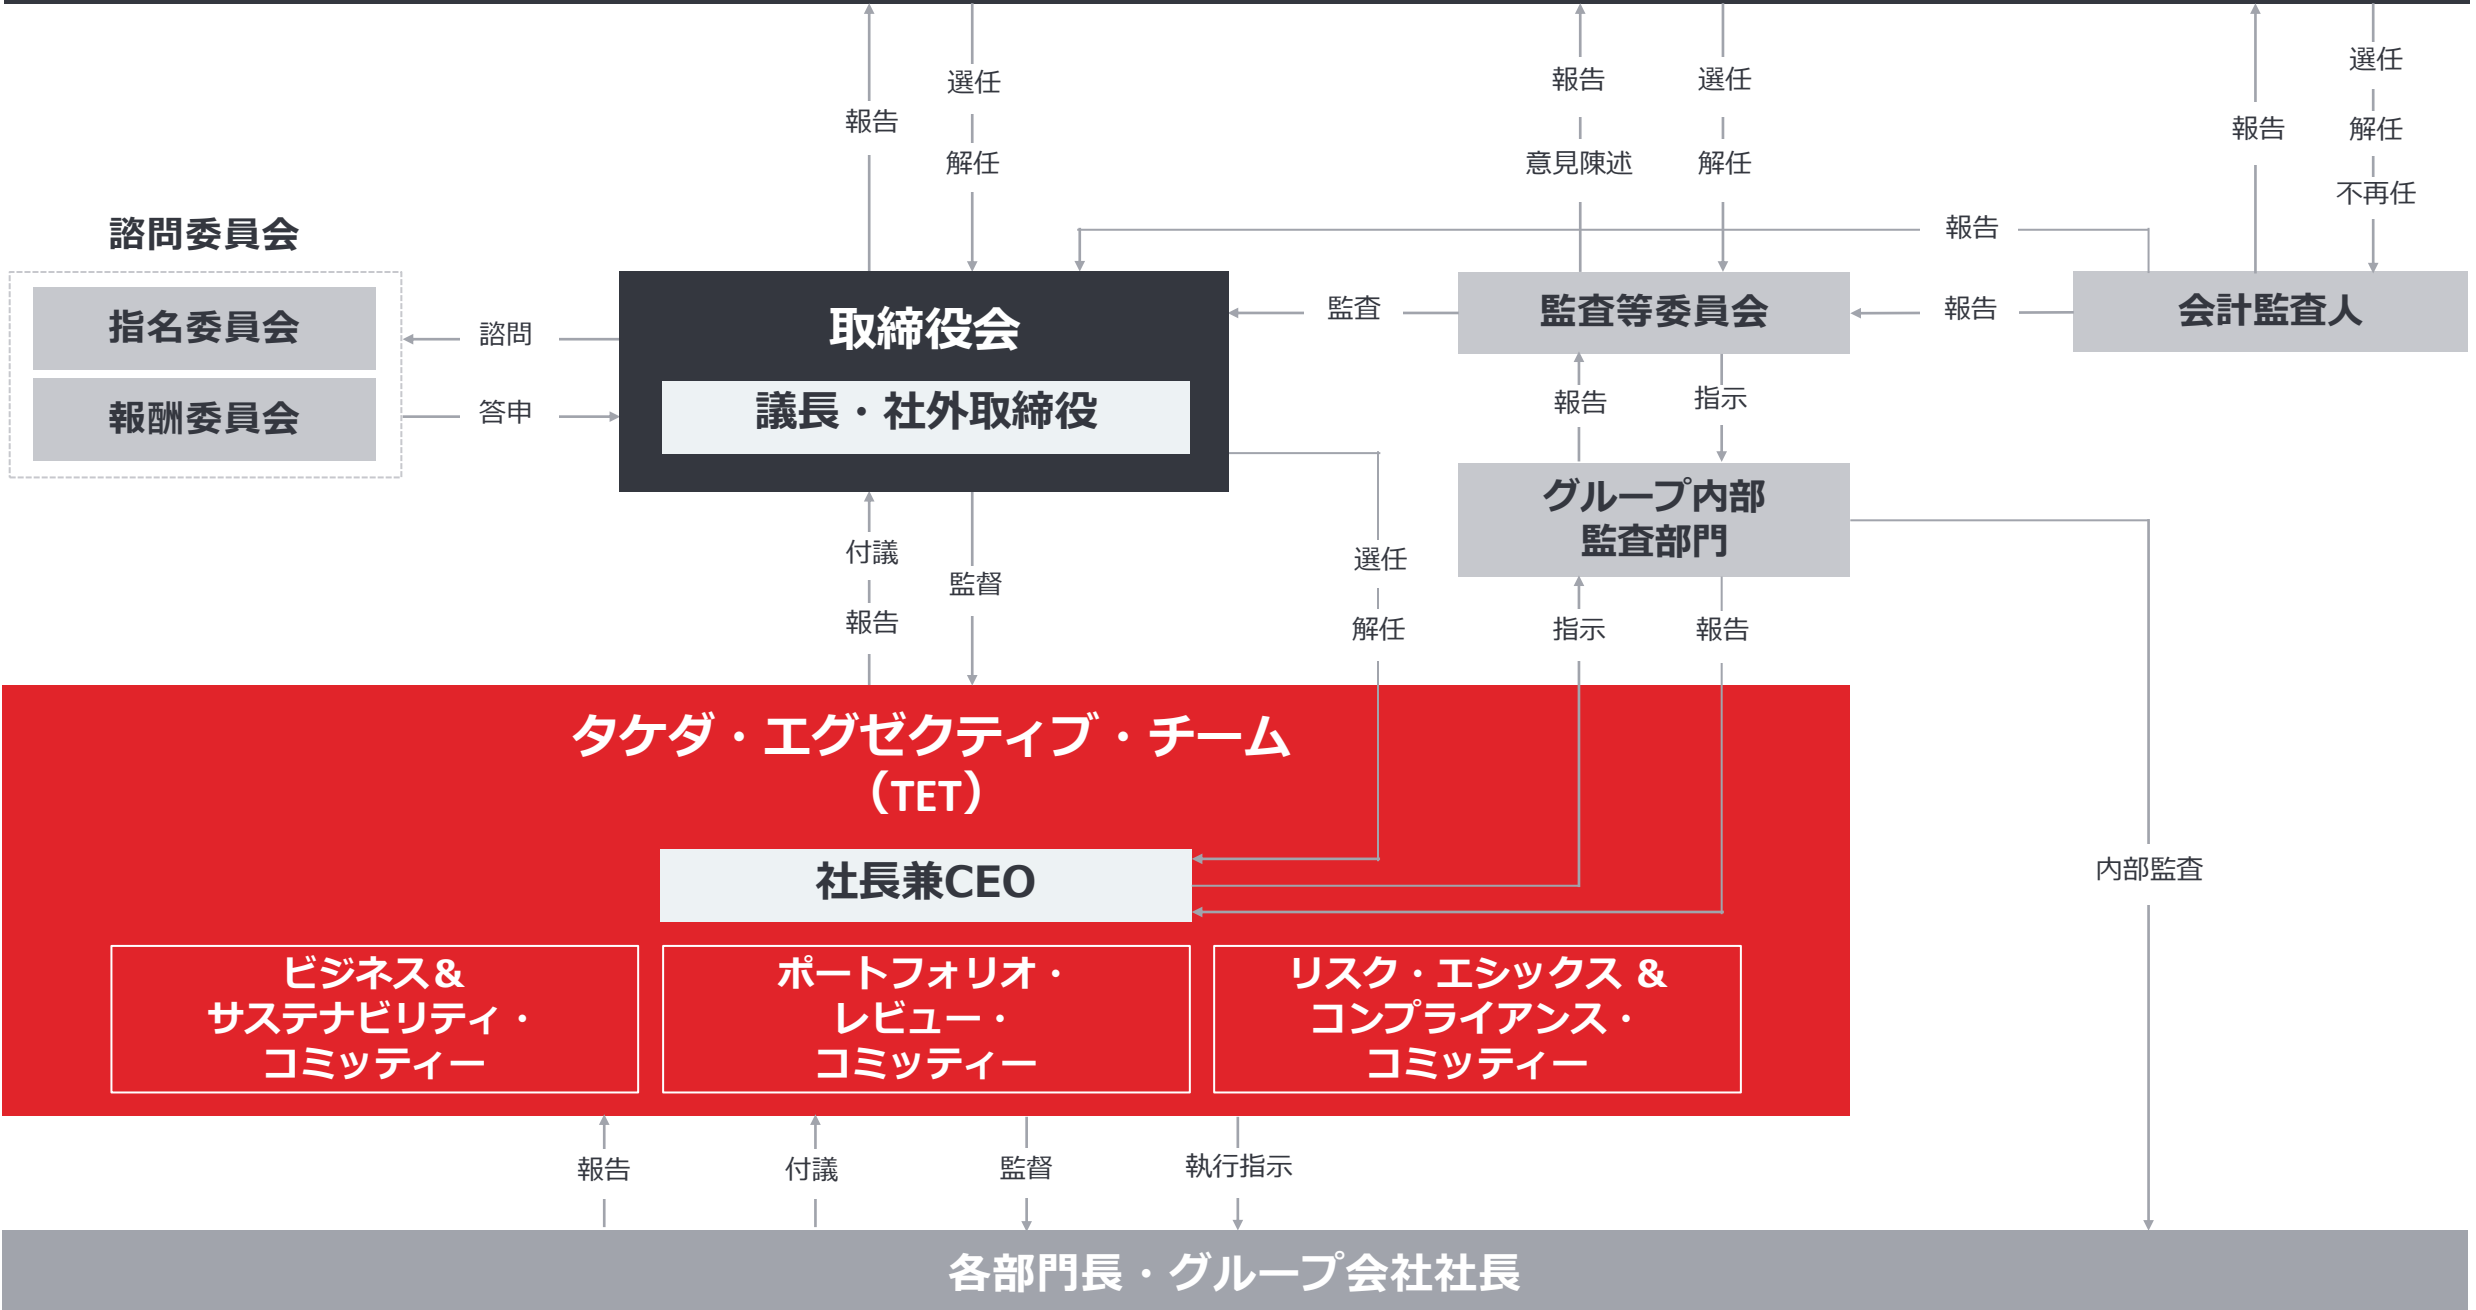 報告
選任
解任
報告
意見陳述
選任
解任
報告
選任
解任
不再任
報告
諮問委員会
指名委員会
報酬委員会
諮問
答申
取締役会
議長・社外取締役
監査
監査等委員会
報告
会計監査人
報告
指示
グループ内部
監査部門
付議
報告
監督
選任
解任
指示
報告
内部監査
タケダ・エグゼクティブ・チーム
（TET）
社長兼CEO
ビジネス＆
サステナビリティ・
コミッティー
ポートフォリオ・
レビュー・
コミッティー
リスク・エシックス ＆
コンプライアンス・
コミッティー
報告
付議
監督
執行指示
各部門長・グループ会社社長